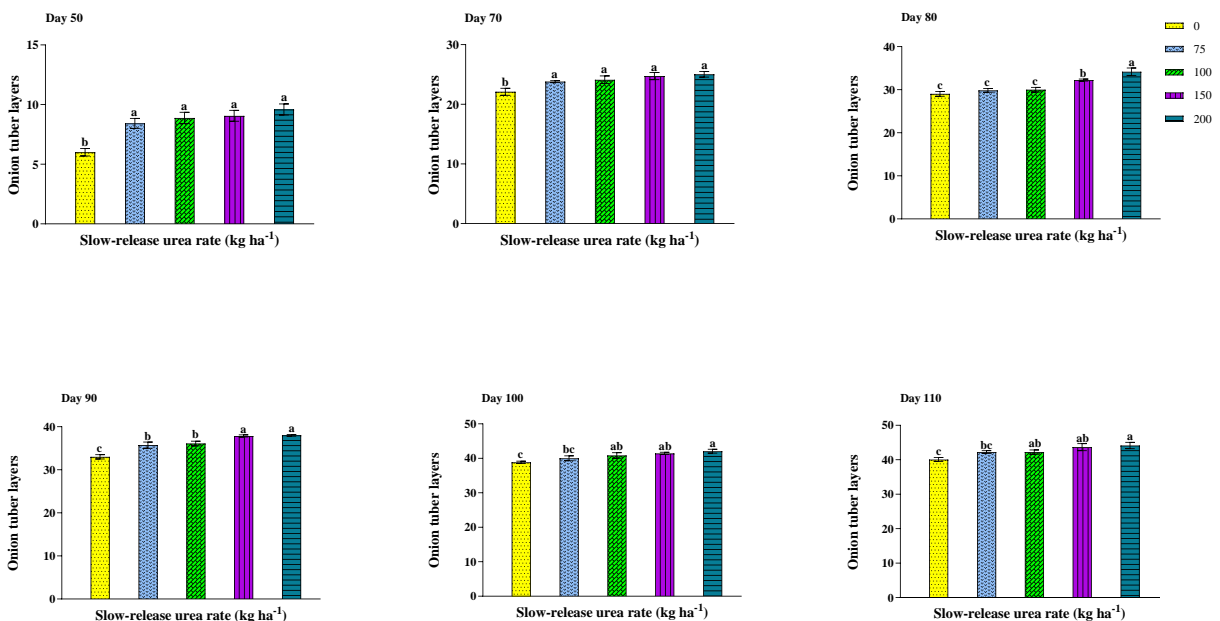 Day 50
15
10
5
0
Onion tuber layers
b
a
a
a
a
Slow-release urea rate (kg ha-1)
Day 70
30
20
10
0
Onion tuber layers
b
a
a
a
a
Slow-release urea rate (kg ha-1)
Day 80
40
30
20
10
0
Onion tuber layers
c
c
c
b
a
Slow-release urea rate (kg ha-1)
0
75
100
150
200
Day 90
40
30
20
10
0
Onion tuber layers
c
b
b
a
a
Slow-release urea rate (kg ha-1)
Day 100
50
40
30
20
10
0
Onion tuber layers
c
bc
ab
ab
a
Slow-release urea rate (kg ha-1)
Day 110
50
40
30
20
10
0
Onion tuber layers
c
bc
ab
ab
a
Slow-release urea rate (kg ha-1)